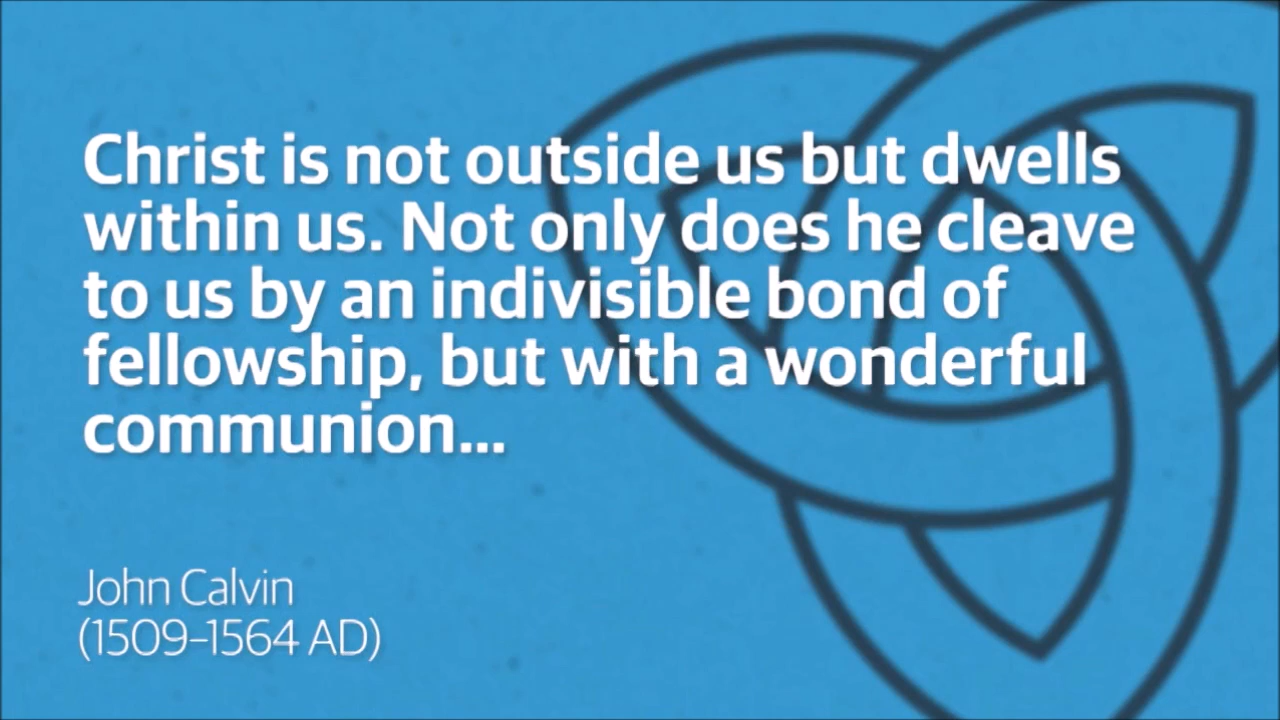 Christ is not outside us but dwells
within us. Not only does he cleave
to us by an indivisible bond of
fellowship, but with a wonderful
communion...
John Calvin
(1509–1564 AD)